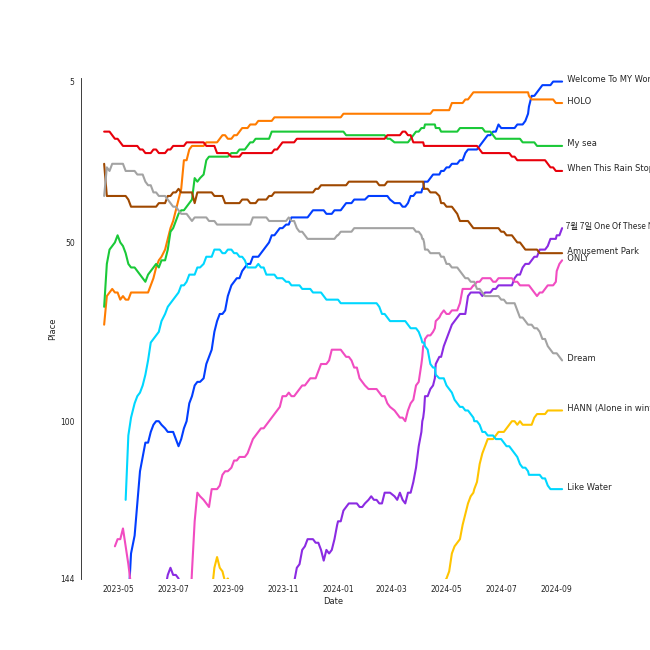 5
50
100
144
Place
2023-05
2023-07
2023-09
2023-11
2024-01
2024-03
2024-05
2024-07
2024-09
Date
Welcome To MY Wor
HOLO
My sea
When This Rain Stop
7월 7일 One Of These N
Amusement Park
ONLY
Dream
HANN (Alone in win
Like Water